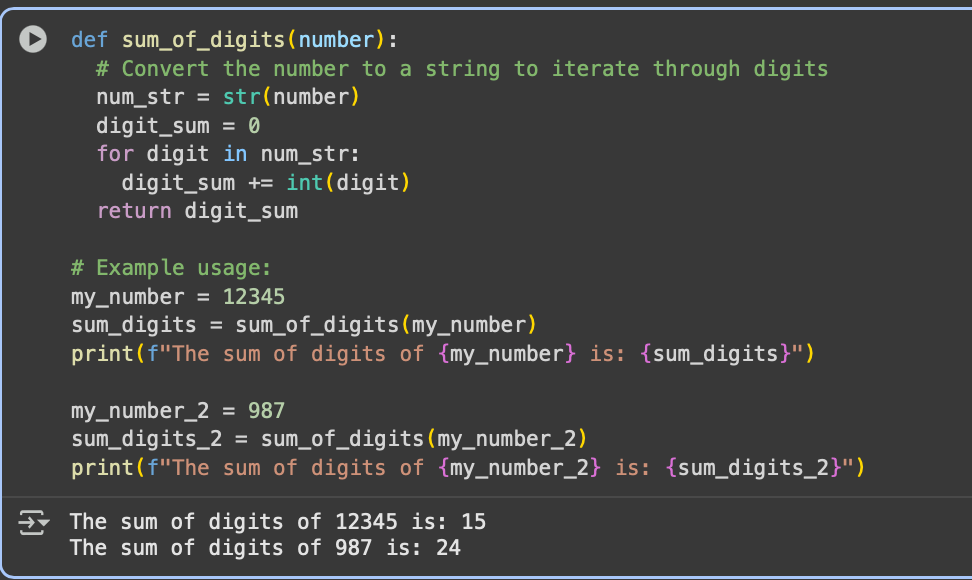 def sum_of_digits(number):
  # Convert the number to a string to iterate through digits
  num_str = str(number)
  digit_sum = 0
  for digit in num_str:
    digit_sum += int(digit)
  return digit_sum

# Example usage:
my_number = 12345
sum_digits = sum_of_digits(my_number)
print(f"The sum of digits of {my_number} is: {sum_digits}")

my_number_2 = 987
sum_digits_2 = sum_of_digits(my_number_2)
print(f"The sum of digits of {my_number_2} is: {sum_digits_2}")

The sum of digits of 12345 is: 15
The sum of digits of 987 is: 24